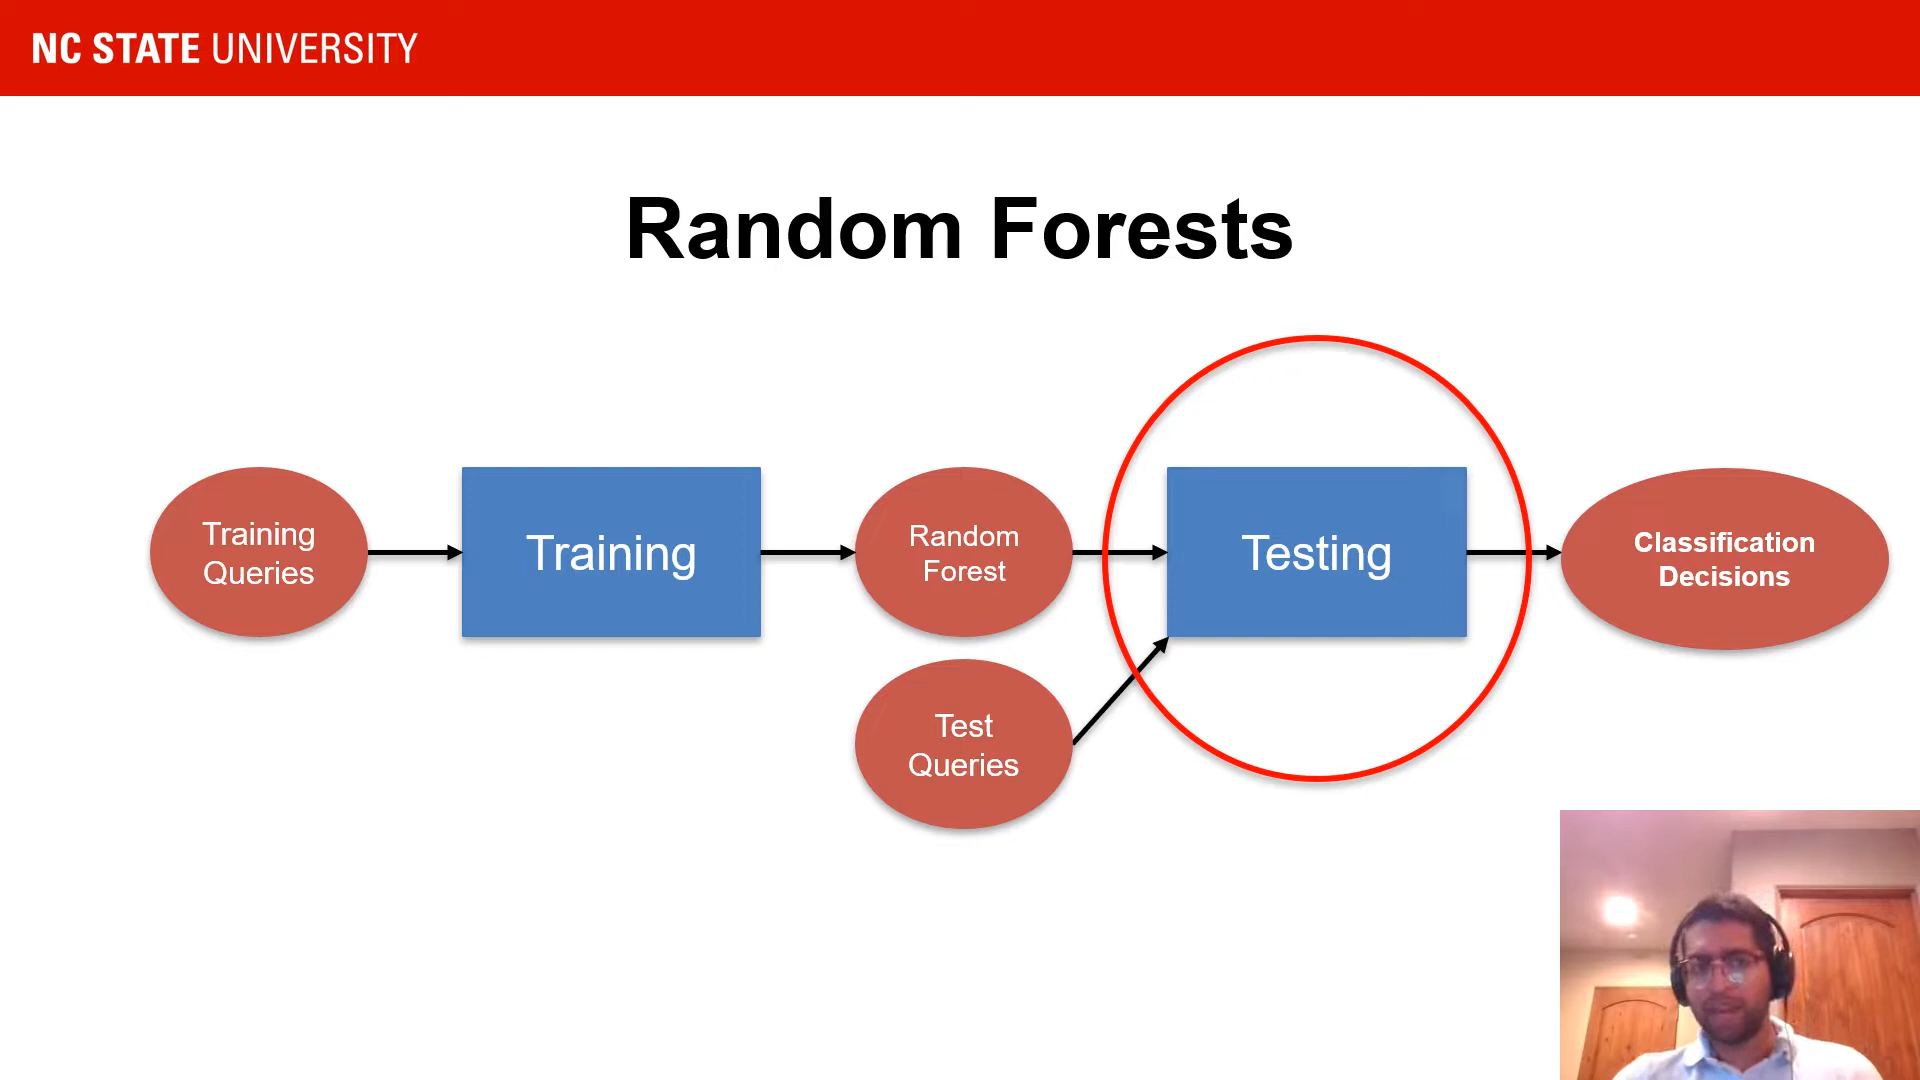 NC STATE UNIVERSITY
Random Forests
Training
Queries
Training
Random
Forest
Testing
Classification
Decisions
Test
Queries